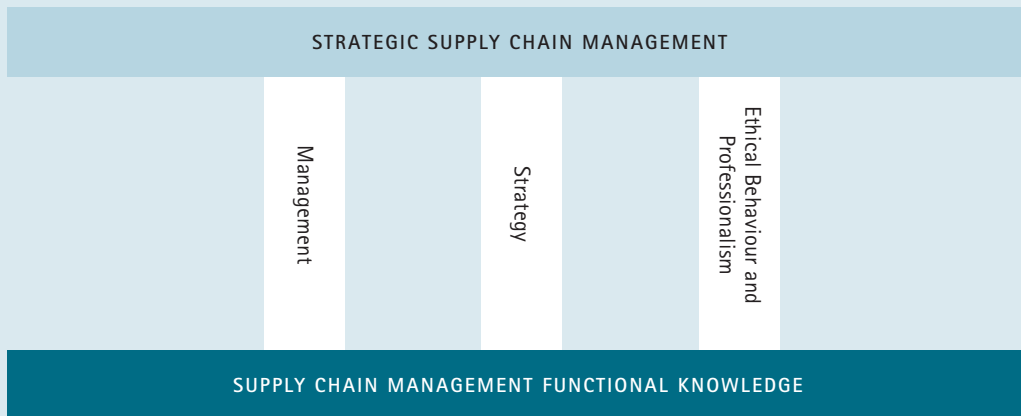 STRATEGIC SUPPLY CHAIN MANAGEMENT
Management
Strategy
Ethical Behaviour and
Professionalism
SUPPLY CHAIN MANAGEMENT FUNCTIONAL KNOWLEDGE